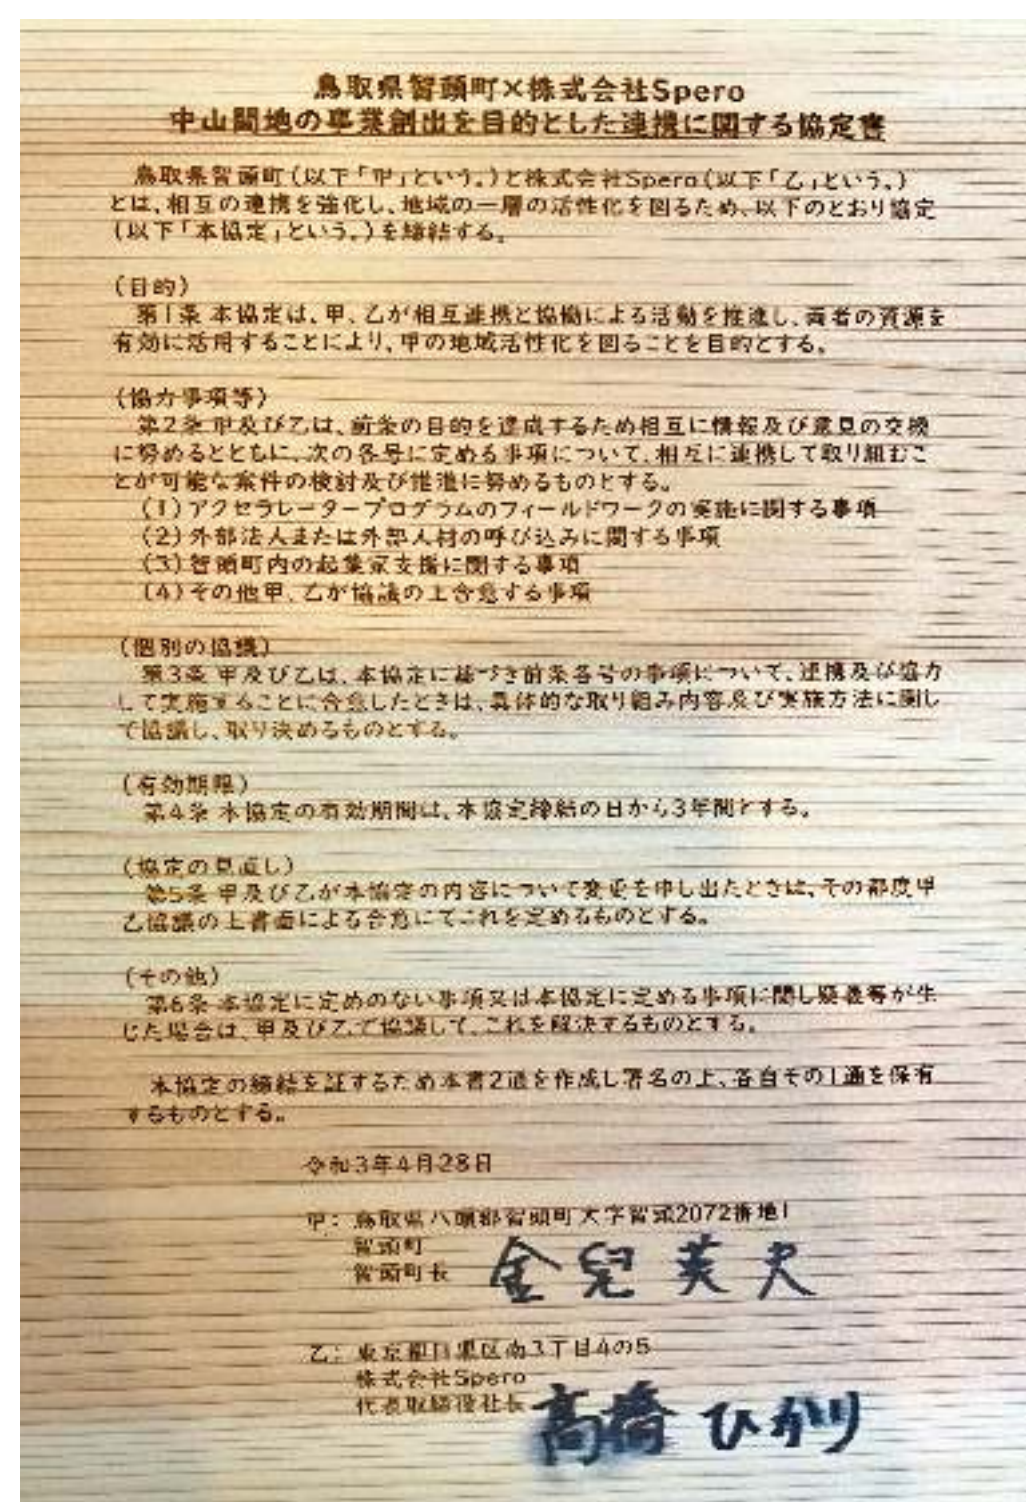 鳥取県智頭町×株式会社Spero
中山間地の事業創出を目的とした連携に関する協定書
鳥取県智頭町(以下「甲」という。)と株式会社Spero(以下「乙」という。)
とは、相互の連携を強化し、地域の一層の活性化を図るため、以下のとおり協定
(以下「本協定」という。)を締結する。
(目的)
第1条 本協定は、甲、乙が相互連携と協働による活動を推進し、両者の資源を
有効に活用することにより、甲の地域活性化を図ることを目的とする。
(協力事項等)
第2条 甲及び乙は、前条の目的を達成するため相互に情報及び意見の交換
に努めるとともに、次の各号に定める事項について、相互に連携して取り組むこ
とが可能な案件の検討及び推進に努めるものとする。
(1)アクセラレータープログラムのフィールドワークの実施に関する事項
(2)外部法人または外部人材の呼び込みに関する事項
(3)智頭町内の起業家支援に関する事項
(4)その他甲、乙が協議の上合意する事項
(個別の協議)
第3条 甲及び乙は、本協定に基づき前条各号の事項について、連携及び協力
して実施することに合意したときは、具体的な取り組み内容及び実施方法に関し
て協議し、取り決めるものとする。
(有効期限)
第4条 本協定の有効期間は、本協定締結の日から3年間とする。
(協定の見直し)
第5条 甲及び乙が本協定の内容について変更を申し出たときは、その都度甲
乙協議の上書面による合意にてこれを定めるものとする。
(その他)
第6条 本協定に定めのない事項又は本協定に定める事項に関し疑義等が生
じた場合は、甲及び乙で協議して、これを解決するものとする。
本協定の締結を証するため本書2通を作成し署名の上、各自その1通を保有
するものとする。
令和3年4月28日
甲: 鳥取県八頭郡智頭町大字智頭2072番地1
智頭町
智頭町長 金兒英夫
乙: 東京都目黒区南3丁目4の5
株式会社Spero
代表取締役社長 高橋ひかり